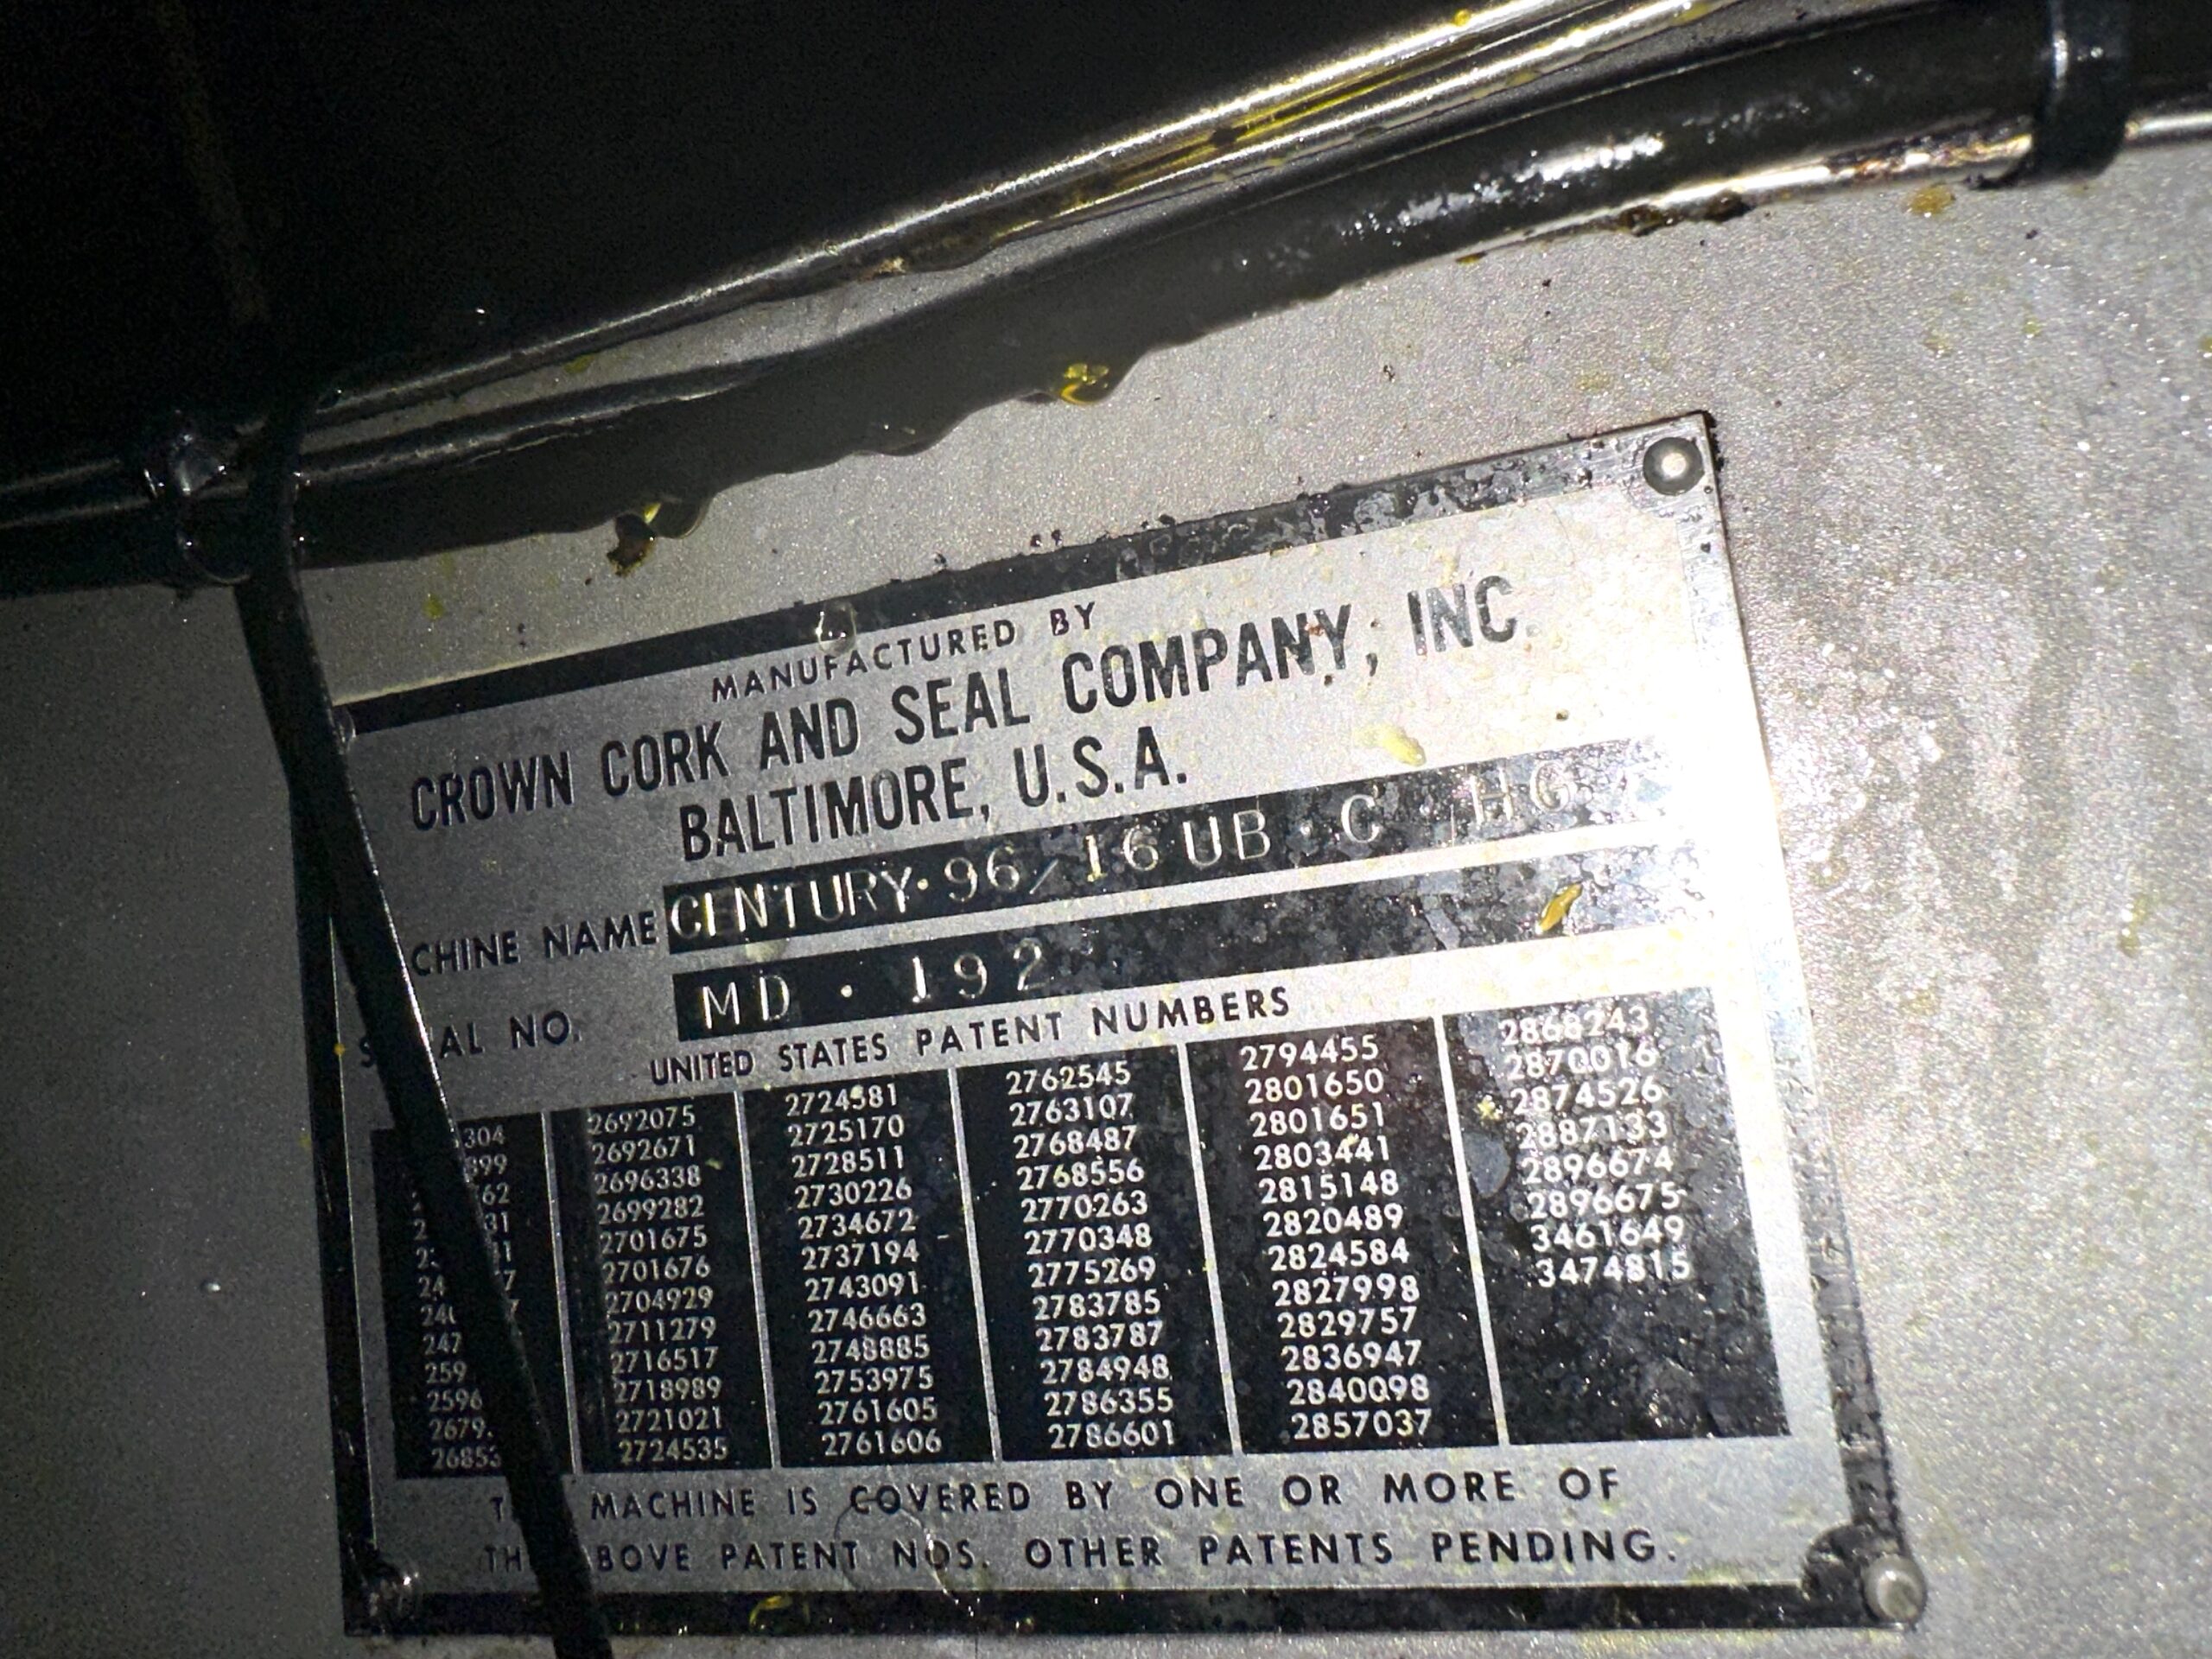 MANUFACTURED BY
CROWN CORK AND SEAL COMPANY, INC.
BALTIMORE, U.S.A.
CHINE NAME CENTURY·96/16 UB·C·HG
AL NO. MD·192
UNITED STATES PATENT NUMBERS
2692075 2724581 2762545 2794455 2868243
2692671 2725170 2763107 2801650 2870016
2696338 2728511 2768487 2801651 2874526
2699282 2730226 2768556 2803441 2887133
2701675 2734672 2770263 2815148 2896674
2701676 2737194 2770348 2820489 2896675
2704929 2743091 2775269 2824584 3461649
2711279 2746663 2783785 2827998 3474815
2716517 2748885 2783787 2829757
2718989 2753975 2784948 2836947
2721021 2761605 2786355 2840098
2724535 2761606 2786601 2857037
MACHINE IS COVERED BY ONE OR MORE OF
BOVE PATENT NOS. OTHER PATENTS PENDING.